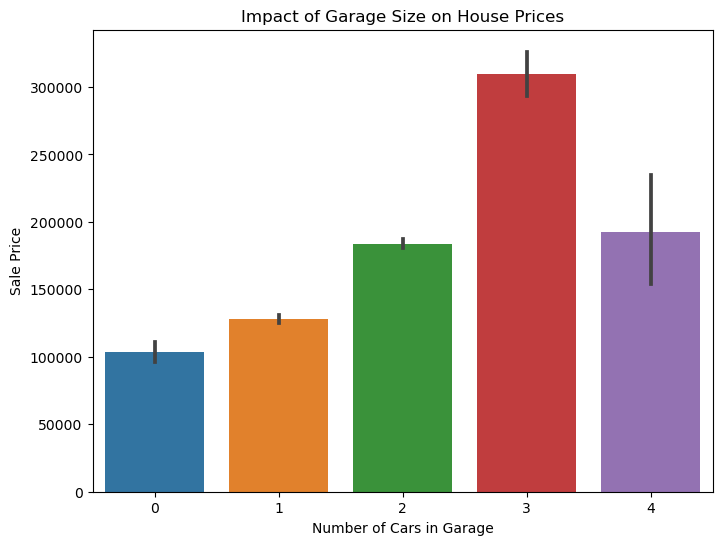 Impact of Garage Size on House Prices
Sale Price
300000
250000
200000
150000
100000
50000
0
0 1 2 3 4
Number of Cars in Garage